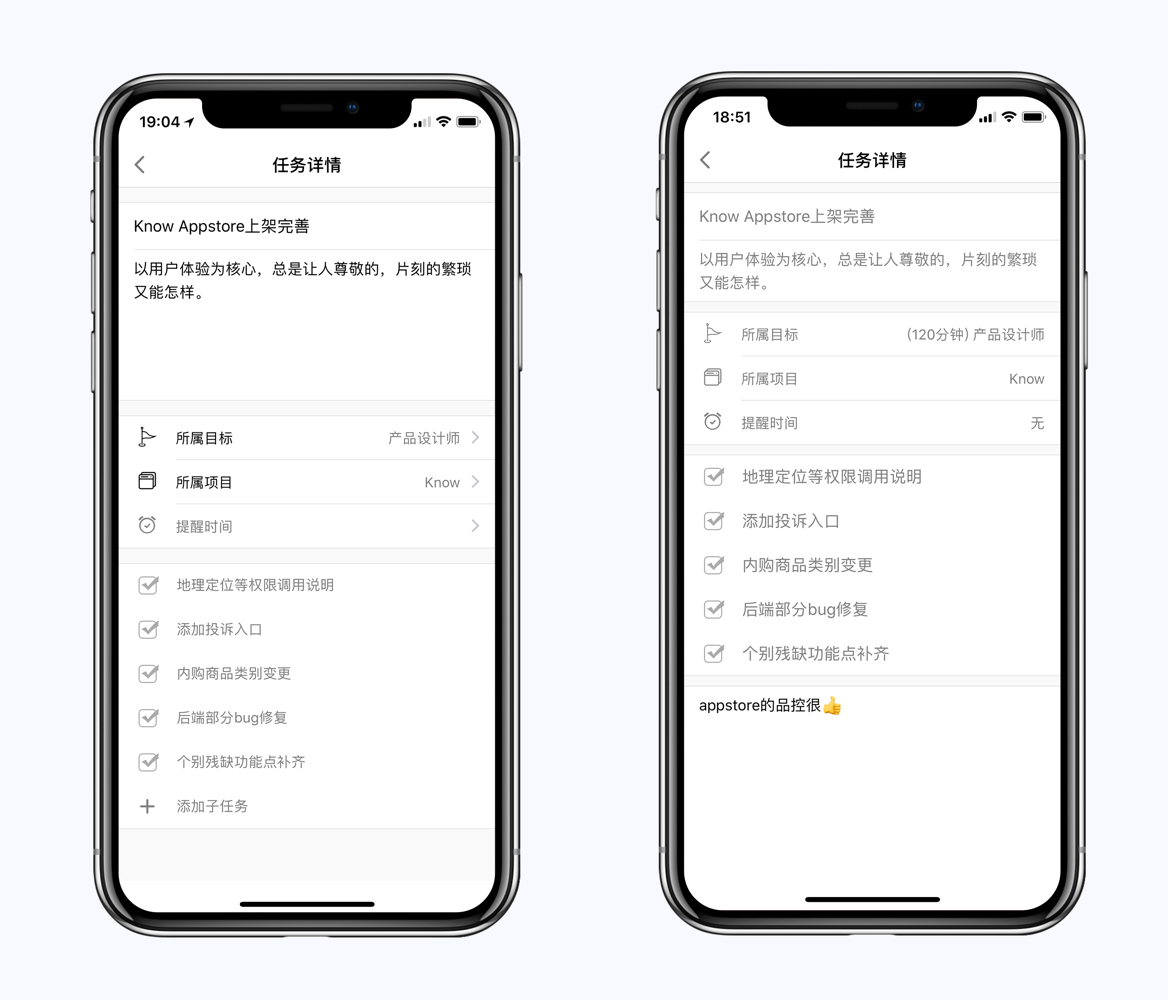 19:04
任务详情
Know Appstore上架完善
以用户体验为核心，总是让人尊敬的，片刻的繁琐
又能怎样。
所属目标 产品设计师
所属项目 Know
提醒时间
地理定位等权限调用说明
添加投诉入口
内购商品类别变更
后端部分bug修复
个别残缺功能点补齐
添加子任务
18:51
任务详情
Know Appstore上架完善
以用户体验为核心，总是让人尊敬的，片刻的繁琐
又能怎样。
所属目标 (120分钟) 产品设计师
所属项目 Know
提醒时间 无
地理定位等权限调用说明
添加投诉入口
内购商品类别变更
后端部分bug修复
个别残缺功能点补齐
appstore的品控很👍